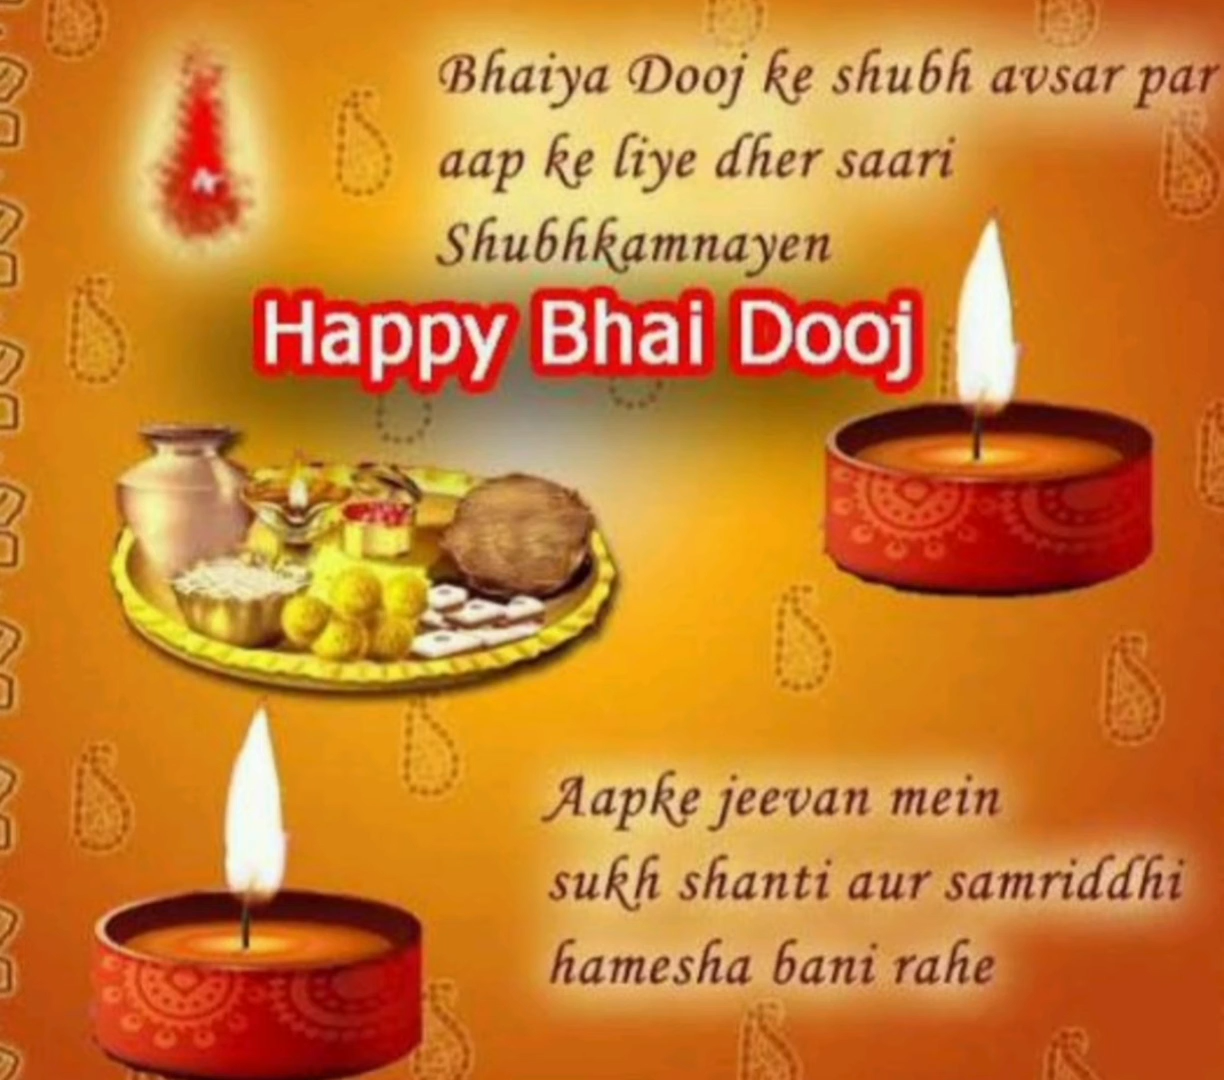 Bhaiya Dooj ke shubh avsar par
aap ke liye dher saari
Shubhkamnayen
Happy Bhai Dooj
Aapke jeevan mein
sukh shanti aur samriddhi
hamesha bani rahe